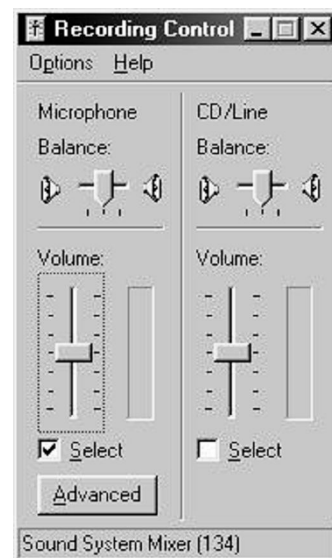 Recording Control
Options Help
Microphone
Balance:
Volume:
Select
Advanced
CD/Line
Balance:
Volume:
Select
Sound System Mixer (134)